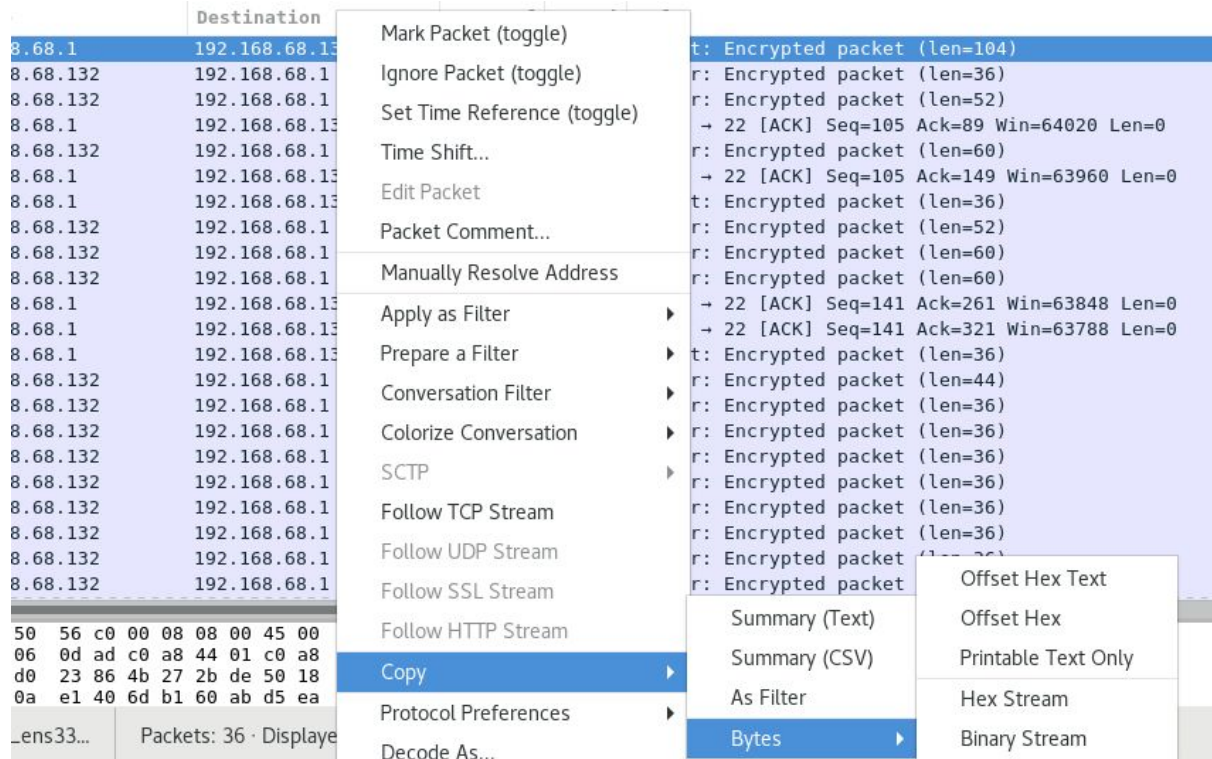 Destination
8.68.1 192.168.68.13 t: Encrypted packet (len=104)
8.68.132 192.168.68.1 r: Encrypted packet (len=36)
8.68.132 192.168.68.1 r: Encrypted packet (len=52)
8.68.1 192.168.68.13 → 22 [ACK] Seq=105 Ack=89 Win=64020 Len=0
8.68.132 192.168.68.1 r: Encrypted packet (len=60)
8.68.1 192.168.68.13 → 22 [ACK] Seq=105 Ack=149 Win=63960 Len=0
8.68.1 192.168.68.13 t: Encrypted packet (len=36)
8.68.132 192.168.68.1 r: Encrypted packet (len=52)
8.68.132 192.168.68.1 r: Encrypted packet (len=60)
8.68.132 192.168.68.1 r: Encrypted packet (len=60)
8.68.1 192.168.68.13 → 22 [ACK] Seq=141 Ack=261 Win=63848 Len=0
8.68.1 192.168.68.13 → 22 [ACK] Seq=141 Ack=321 Win=63788 Len=0
8.68.1 192.168.68.13 t: Encrypted packet (len=36)
8.68.132 192.168.68.1 r: Encrypted packet (len=44)
8.68.132 192.168.68.1 r: Encrypted packet (len=36)
8.68.132 192.168.68.1 r: Encrypted packet (len=36)
8.68.132 192.168.68.1 r: Encrypted packet (len=36)
8.68.132 192.168.68.1 r: Encrypted packet (len=36)
8.68.132 192.168.68.1 r: Encrypted packet (len=36)
8.68.132 192.168.68.1 r: Encrypted packet (len=36)
8.68.132 192.168.68.1 r: Encrypted packet
8.68.132 192.168.68.1 r: Encrypted packet
Mark Packet (toggle)
Ignore Packet (toggle)
Set Time Reference (toggle)
Time Shift...
Edit Packet
Packet Comment...
Manually Resolve Address
Apply as Filter
Prepare a Filter
Conversation Filter
Colorize Conversation
SCTP
Follow TCP Stream
Follow UDP Stream
Follow SSL Stream
Follow HTTP Stream
Copy
Protocol Preferences
Decode As...
Summary (Text)
Summary (CSV)
As Filter
Bytes
Offset Hex Text
Offset Hex
Printable Text Only
Hex Stream
Binary Stream
50 56 c0 00 08 08 00 45 00
06 0d ad c0 a8 44 01 c0 a8
d0 23 86 4b 27 2b de 50 18
0a e1 40 6d b1 60 ab d5 ea
_ens33... Packets: 36 · Displaye